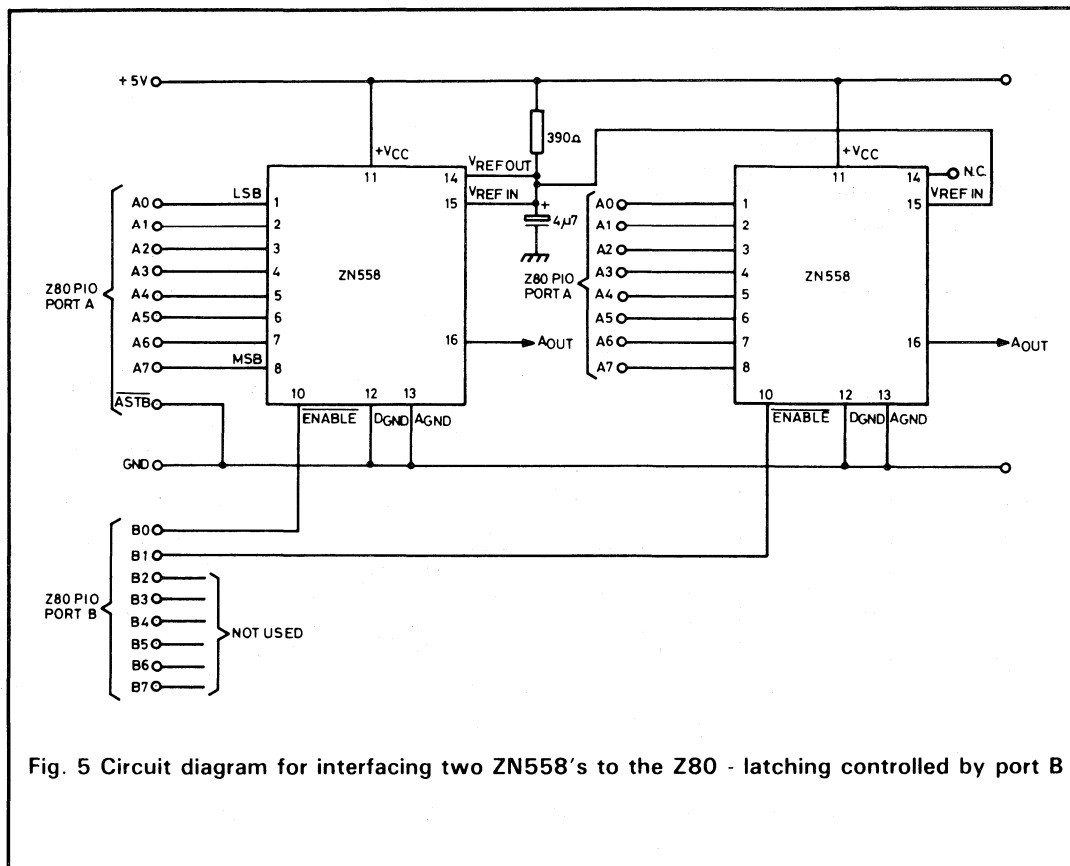 +5V
390Ω
+VCC
11
VREF OUT
14
VREF IN
15
+
4µ7
LSB
Z80 PIO
PORT A
A0
1
A1
2
A2
3
A3
4
A4
5
A5
6
A6
7
MSB
A7
8
ZN558
16
AOUT
ASTB
10
12
13
ENABLE
DGND
AGND
+VCC
11
14
N.C.
VREF IN
15
Z80 PIO
PORT A
A0
1
A1
2
A2
3
A3
4
A4
5
A5
6
A6
7
A7
8
ZN558
16
AOUT
10
12
13
ENABLE
DGND
AGND
GND
Z80 PIO
PORT B
B0
B1
B2
B3
B4
B5
B6
B7
NOT USED
Fig. 5 Circuit diagram for interfacing two ZN558's to the Z80 - latching controlled by port B